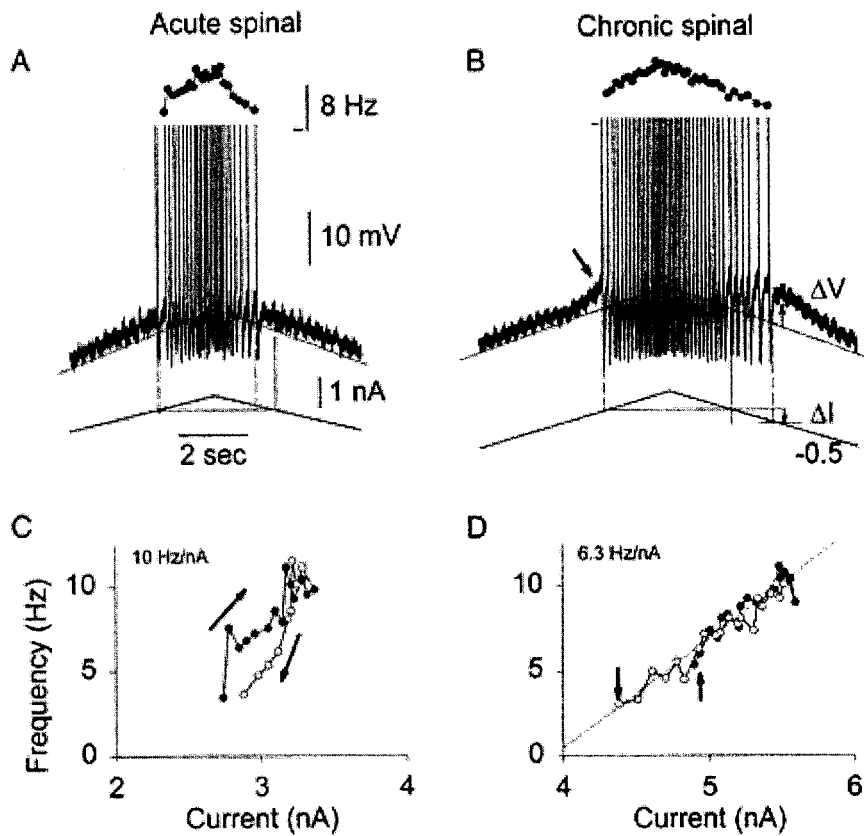 Acute spinal
Chronic spinal
A
B
8 Hz
10 mV
ΔV
1 nA
ΔI
2 sec
-0.5
C
D
10 Hz/nA
6.3 Hz/nA
Frequency (Hz)
10
5
0
10
5
0
2
3
4
4
5
6
Current (nA)
Current (nA)